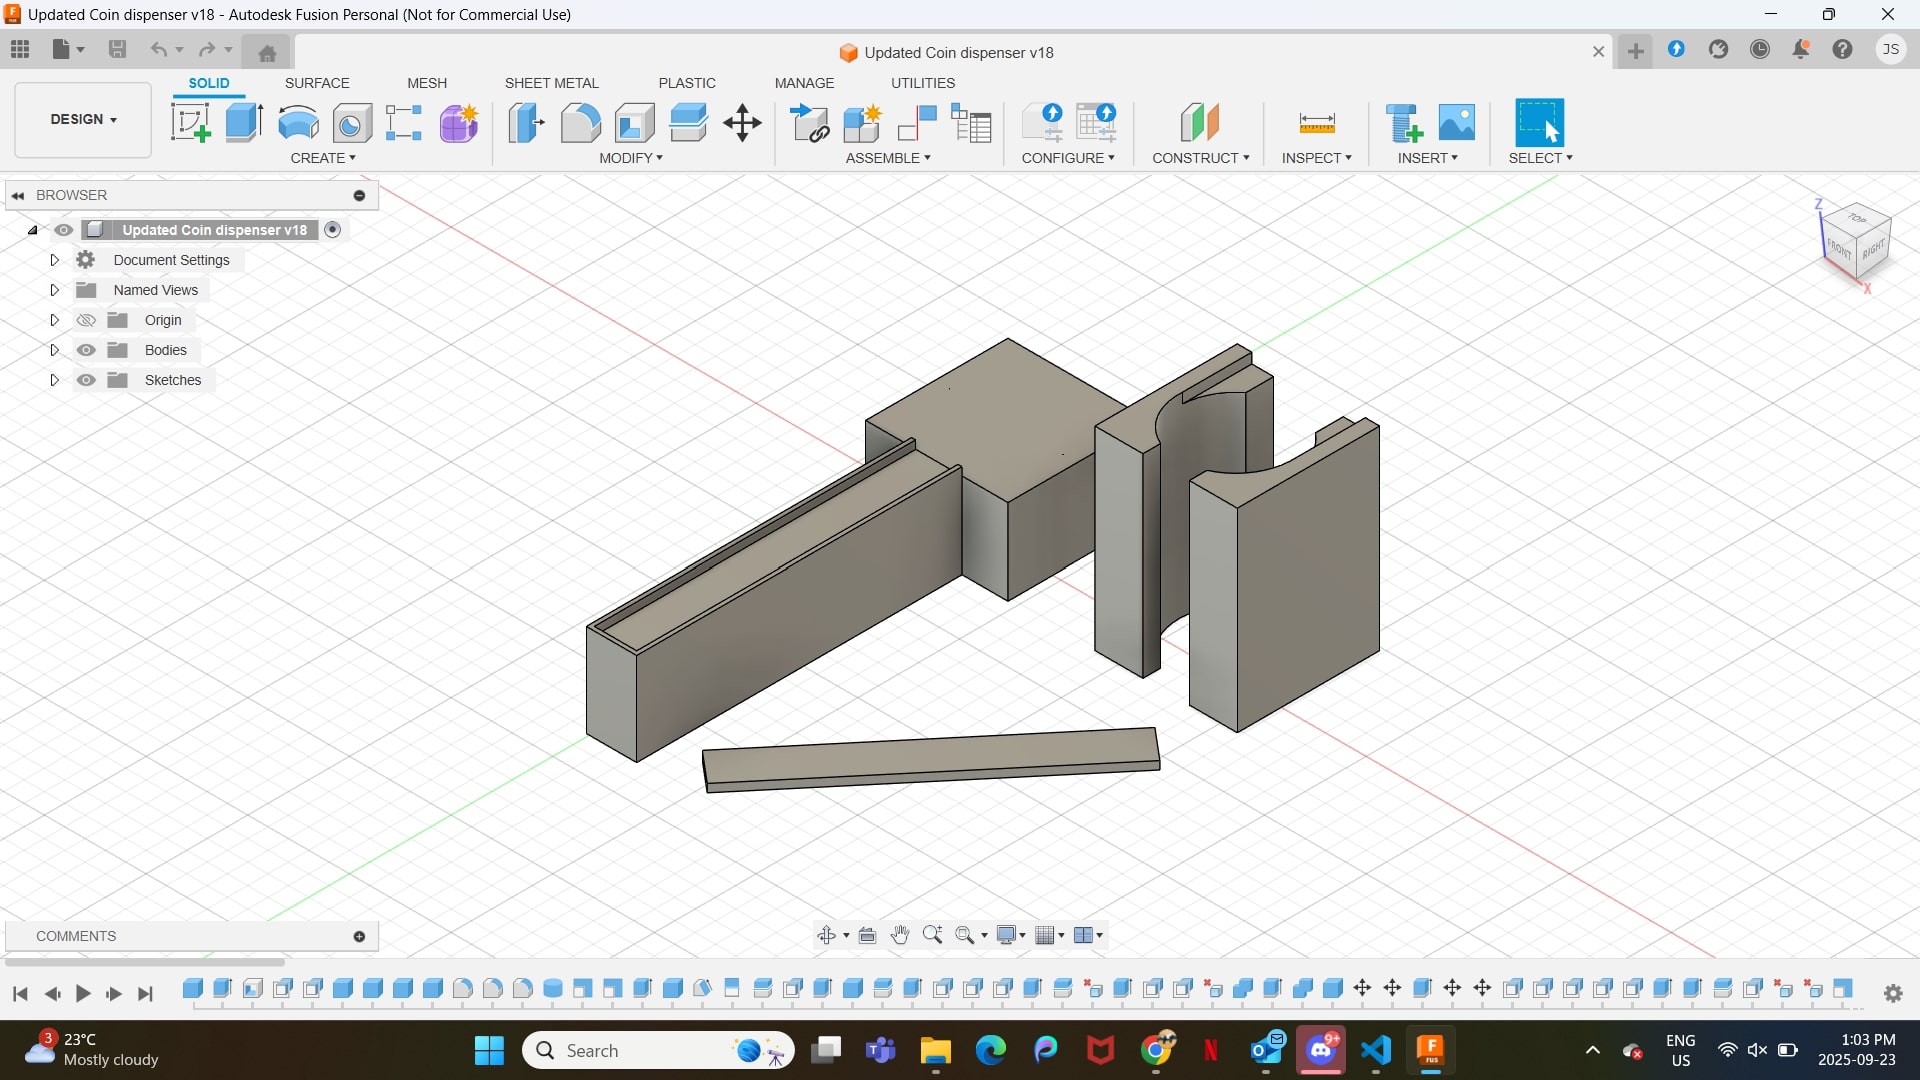 Updated Coin dispenser v18 - Autodesk Fusion Personal (Not for Commercial Use)
Updated Coin dispenser v18
JS
DESIGN
SOLID SURFACE MESH SHEET METAL PLASTIC MANAGE UTILITIES
CREATE MODIFY ASSEMBLE CONFIGURE CONSTRUCT INSPECT INSERT SELECT
BROWSER
Updated Coin dispenser v18
Document Settings
Named Views
Origin
Bodies
Sketches
Z
TOP
FRONT
RIGHT
X
COMMENTS
3
23°C
Mostly cloudy
Search
9+
F
FUS
ENG
US
1:03 PM
2025-09-23